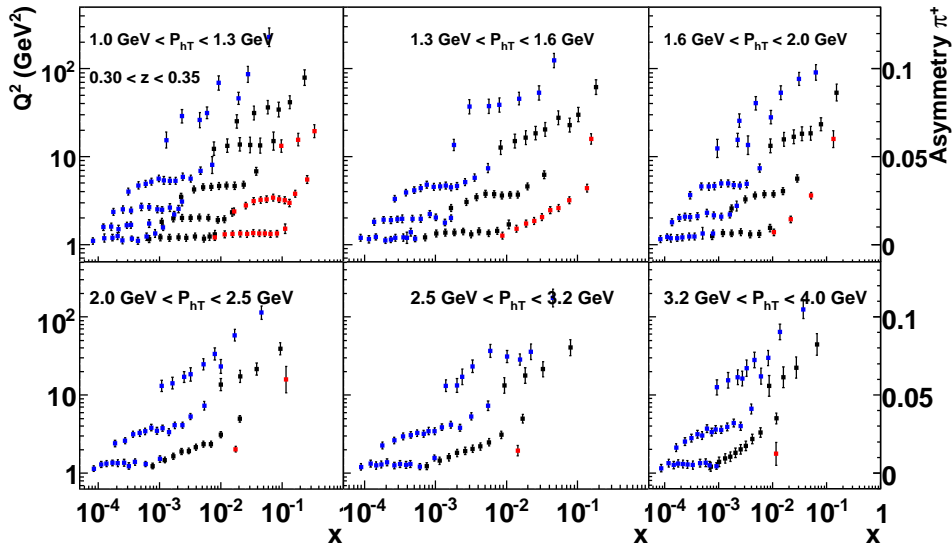 Q² (GeV²)
Asymmetry π⁺
1.0 GeV < P_hT < 1.3 GeV
0.30 < z < 0.35
1.3 GeV < P_hT < 1.6 GeV
1.6 GeV < P_hT < 2.0 GeV
10²
10
1
0.1
0.05
0
2.0 GeV < P_hT < 2.5 GeV
2.5 GeV < P_hT < 3.2 GeV
3.2 GeV < P_hT < 4.0 GeV
10²
10
1
0.1
0.05
0
10⁻⁴ 10⁻³ 10⁻² 10⁻¹ 1 10⁻⁴ 10⁻³ 10⁻² 10⁻¹ 1 10⁻⁴ 10⁻³ 10⁻² 10⁻¹ 1
x x x